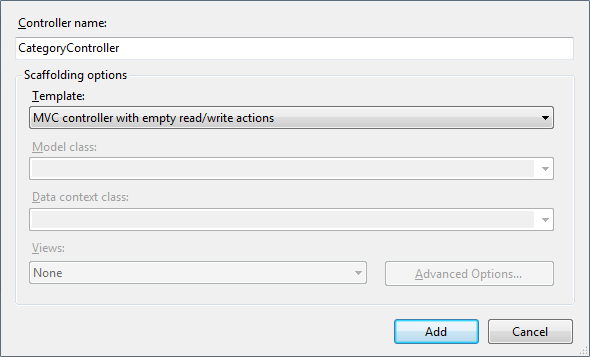 Controller name:
CategoryController
Scaffolding options
Template:
MVC controller with empty read/write actions
Model class:
Data context class:
Views:
None
Advanced Options...
Add
Cancel